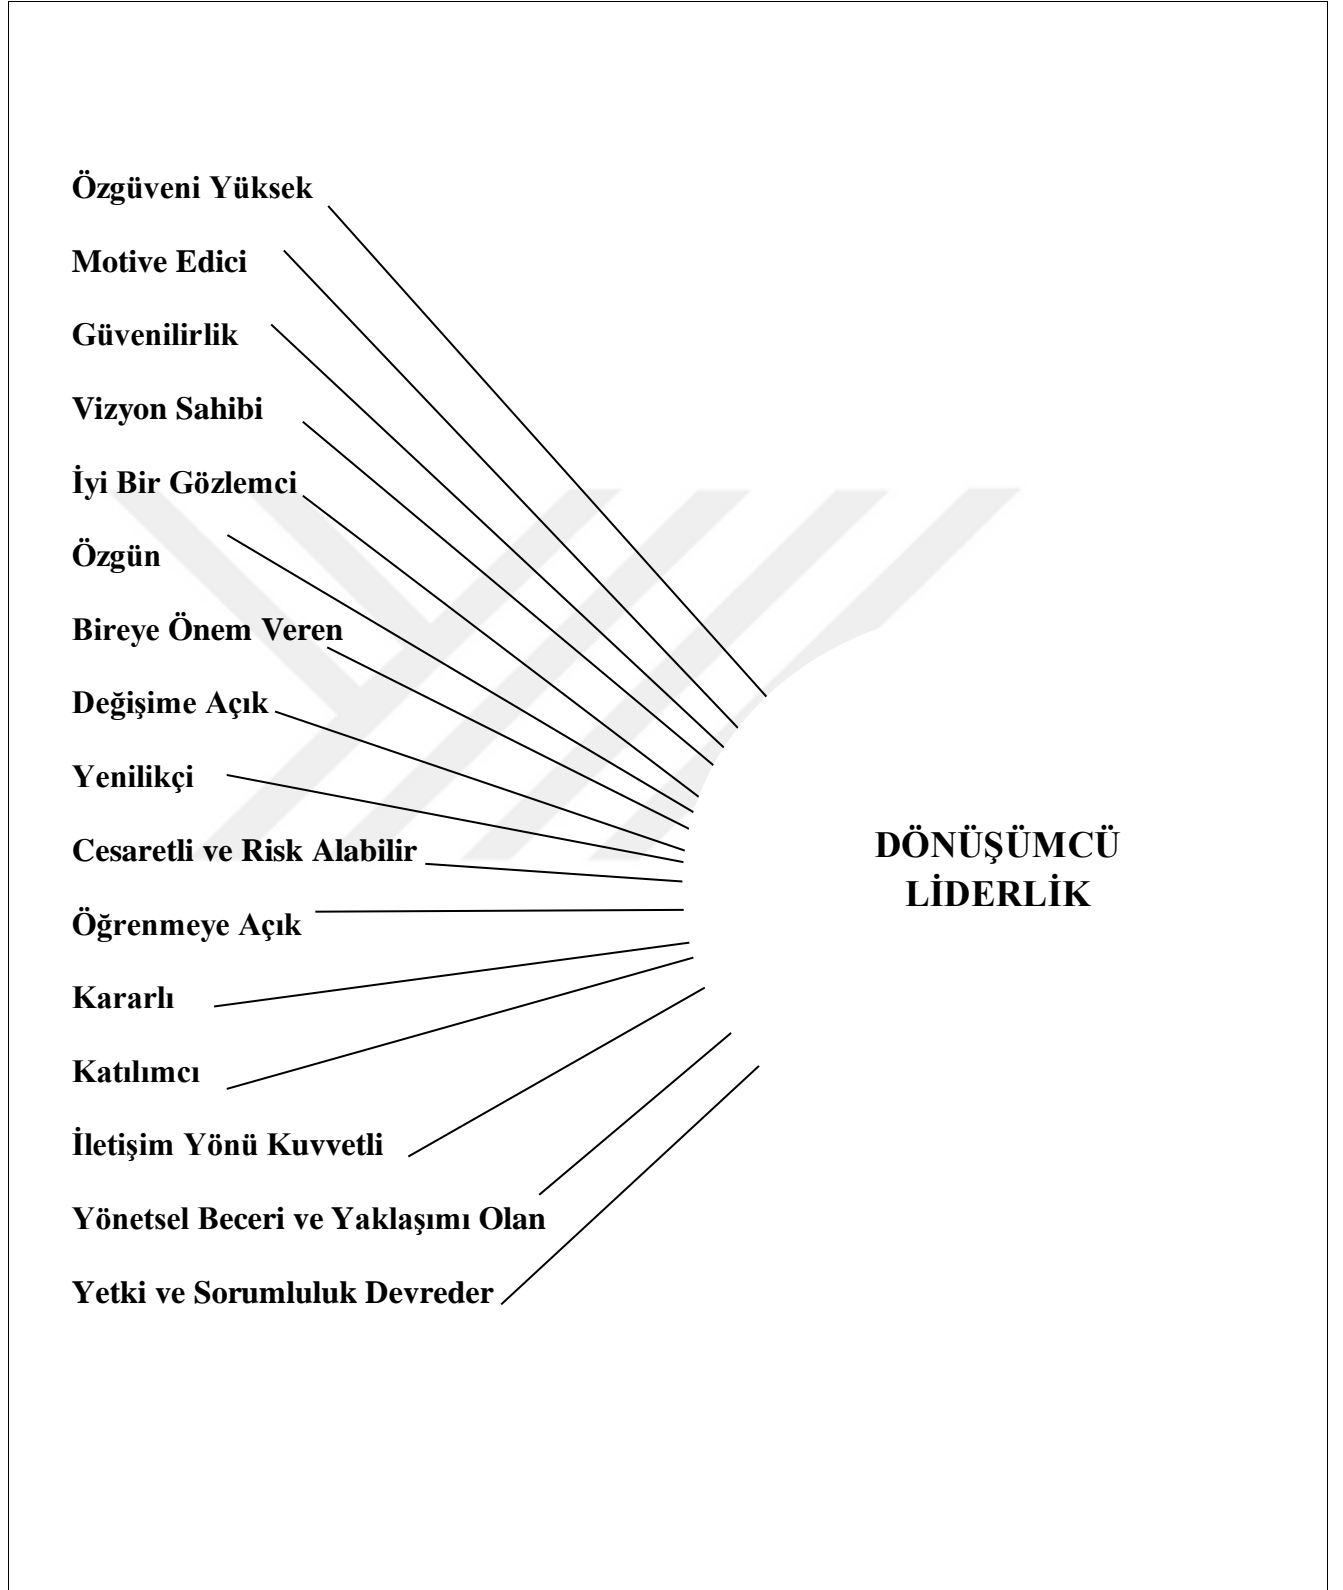 Özgüveni Yüksek
Motive Edici
Güvenilirlik
Vizyon Sahibi
İyi Bir Gözlemci
Özgün
Bireye Önem Veren
Değişime Açık
Yenilikçi
Cesaretli ve Risk Alabilir
Öğrenmeye Açık
Kararlı
Katılımcı
İletişim Yönü Kuvvetli
Yönetsel Beceri ve Yaklaşımı Olan
Yetki ve Sorumluluk Devreder
DÖNÜŞÜMCÜ
LİDERLİK